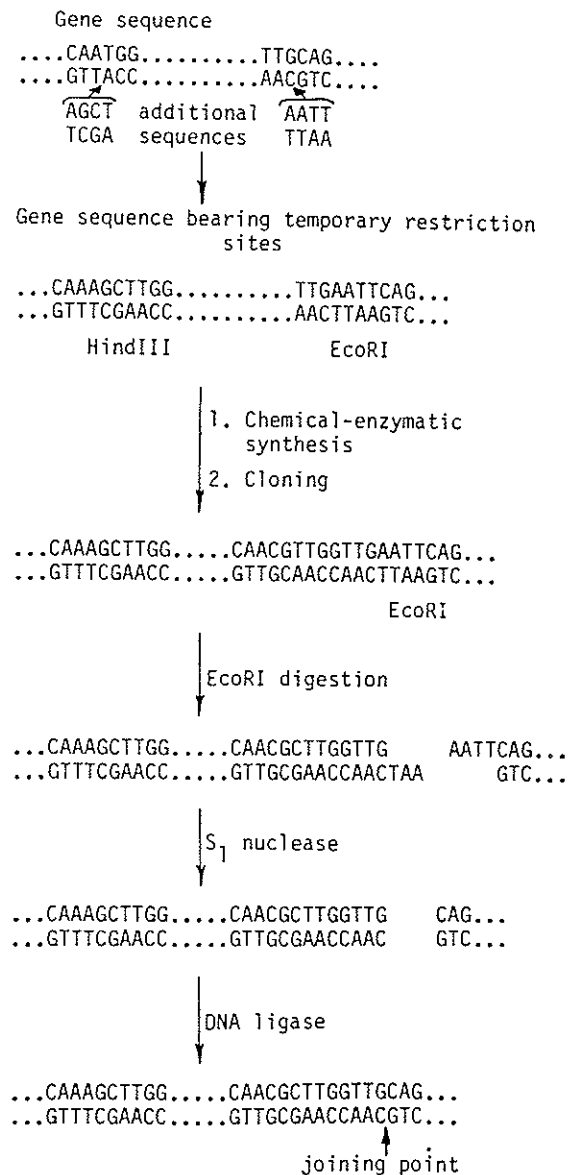 Gene sequence
....CAATGG..........TTGCAG....
....GTTACC..........AACGTC....
AGCT additional AATT
TCGA sequences TTAA
Gene sequence bearing temporary restriction
sites
...CAAAGCTTGG..........TTGAATTCAG...
...GTTTCGAACC..........AACTTAAGTC...
HindIII EcoRI
1. Chemical-enzymatic
synthesis
2. Cloning
...CAAAGCTTGG.....CAACGTTGGTTGAATTCAG...
...GTTTCGAACC.....GTTGCAACCAACTTAAGTC...
EcoRI
EcoRI digestion
...CAAAGCTTGG.....CAACGCTTGGTTG AATTCAG...
...GTTTCGAACC.....GTTGCGAACCAACTAA GTC...
S1 nuclease
...CAAAGCTTGG.....CAACGCTTGGTTG CAG...
...GTTTCGAACC.....GTTGCGAACCAAC GTC...
DNA ligase
...CAAAGCTTGG.....CAACGCTTGGTTGCAG...
...GTTTCGAACC.....GTTGCGAACCAACGTC...
joining point